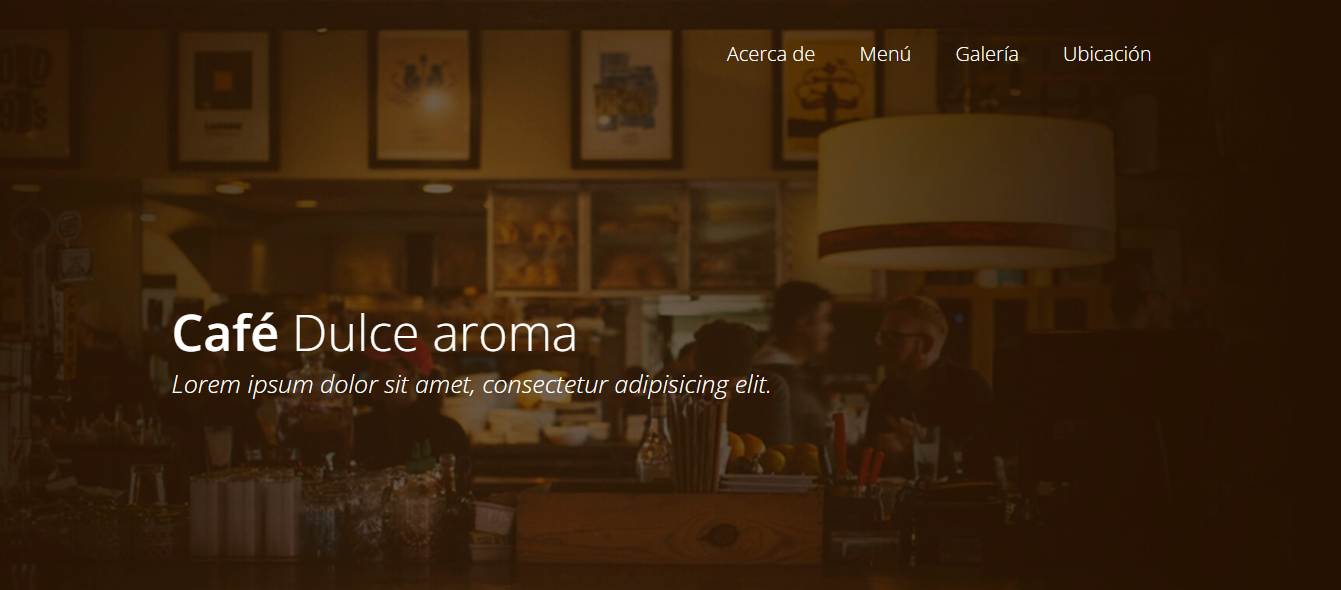 Acerca de Menú Galería Ubicación
Café Dulce aroma
Lorem ipsum dolor sit amet, consectetur adipisicing elit.